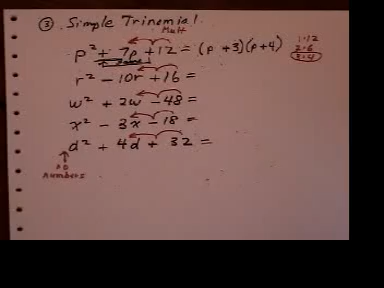 ③ Simple Trinomial.
Mult
p² + 7p + 12 = (p + 3)(p + 4)
1·12
2·6
3·4
r² - 10r + 16 =
w² + 2w - 48 =
x² - 3x - 18 =
d² + 4d + 32 =
no
numbers